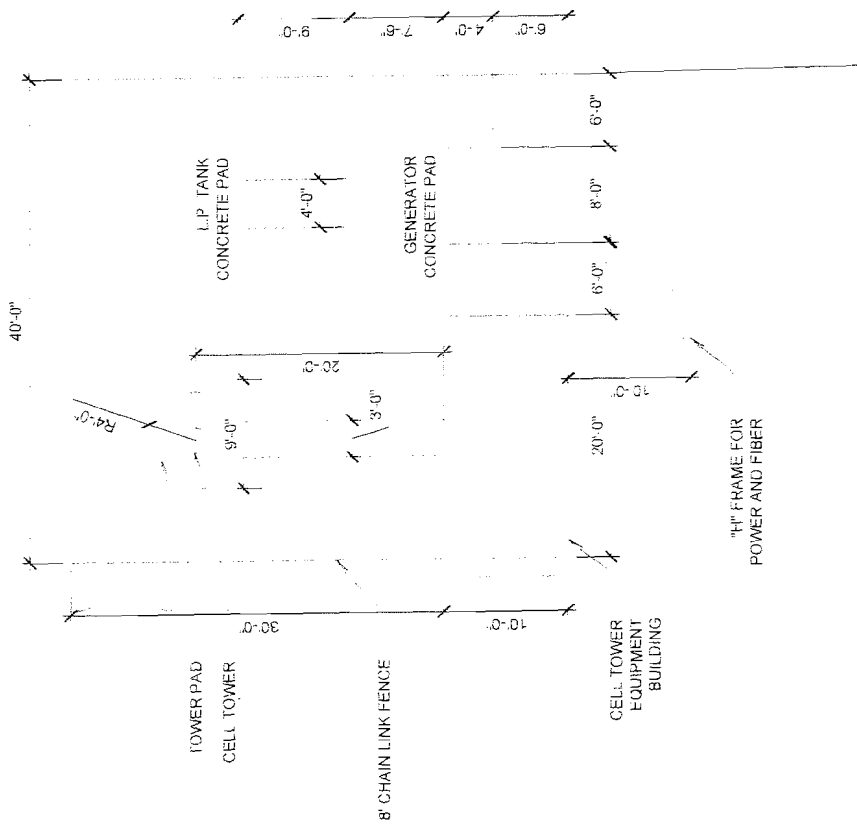 9'-0"
7'-6"
4'-0"
6'-0"
40'-0"
L.P. TANK
CONCRETE PAD
4'-0"
GENERATOR
CONCRETE PAD
6'-0"
8'-0"
6'-0"
R4'-0"
20'-0"
9'-0"
3'-0"
10'-0"
20'-0"
"H" FRAME FOR
POWER AND FIBER
30'-0"
10'-0"
TOWER PAD
CELL TOWER
8' CHAIN LINK FENCE
CELL TOWER
EQUIPMENT
BUILDING